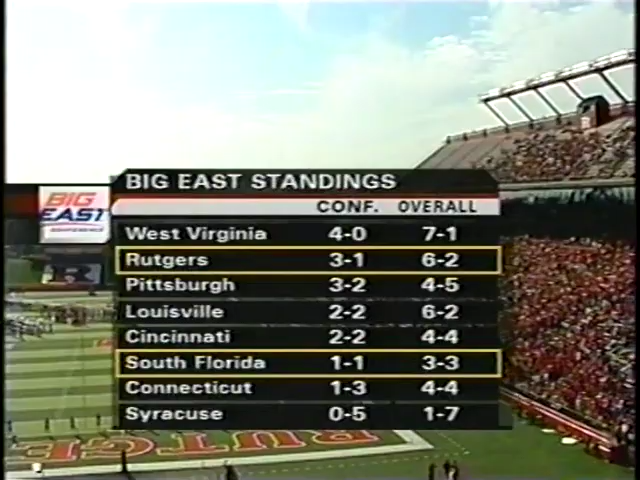 BIG EAST STANDINGS
BIG
EAST
CONFERENCE
CONF. OVERALL
West Virginia 4-0 7-1
Rutgers 3-1 6-2
Pittsburgh 3-2 4-5
Louisville 2-2 6-2
Cincinnati 2-2 4-4
South Florida 1-1 3-3
Connecticut 1-3 4-4
Syracuse 0-5 1-7
RUTGE